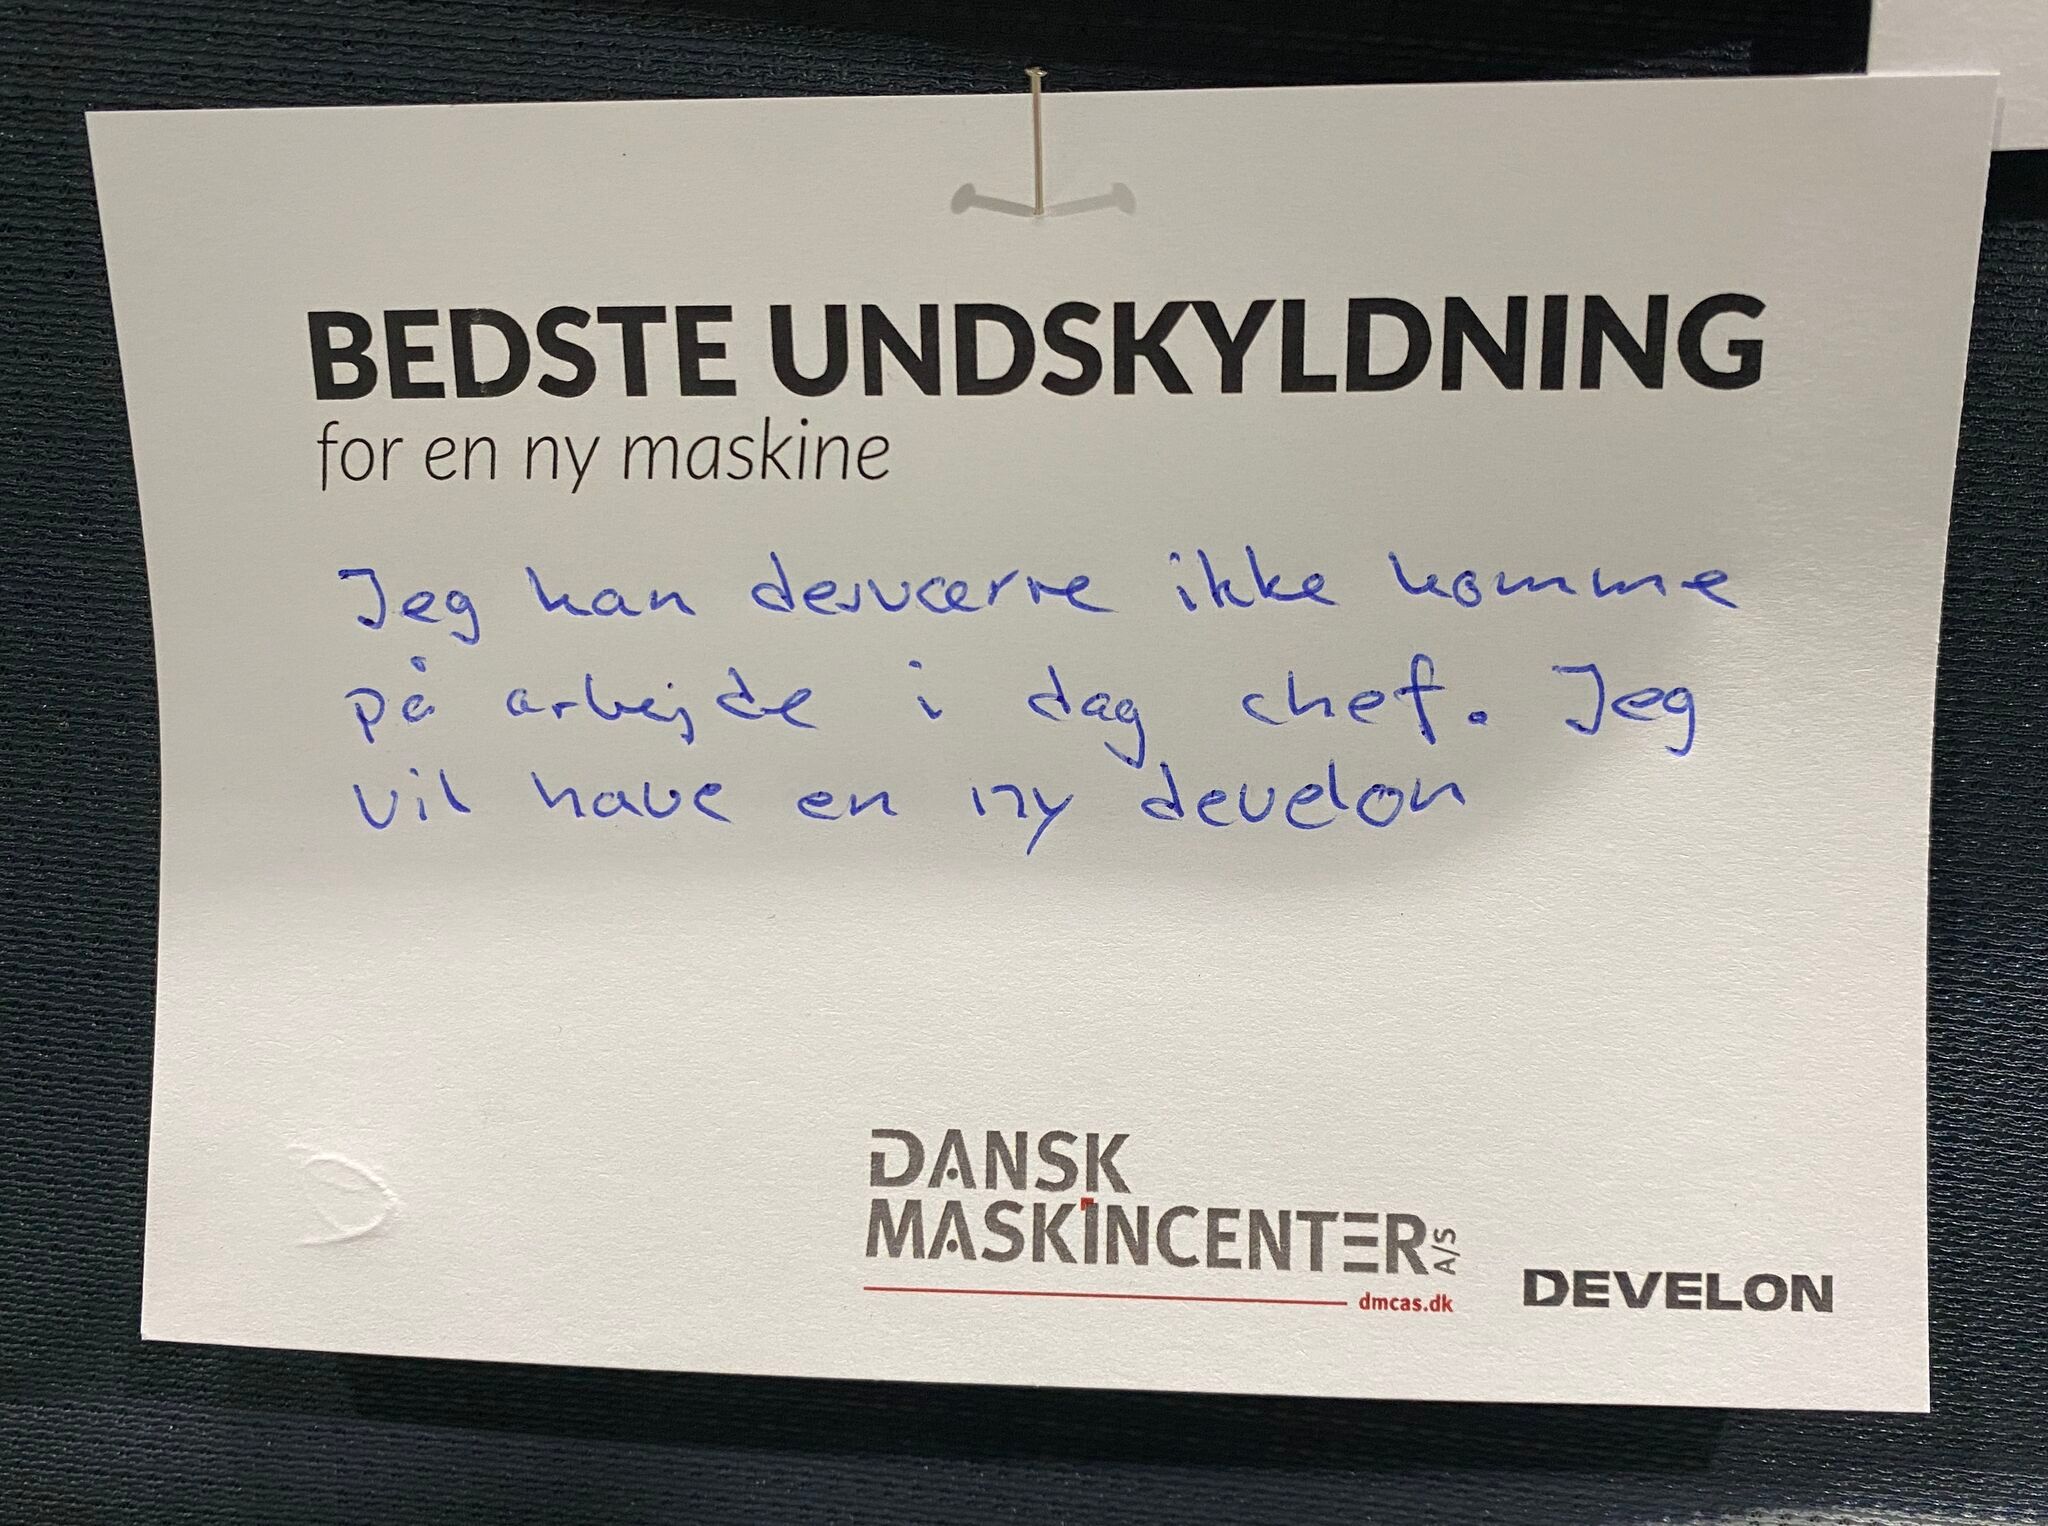 BEDSTE UNDSKYLDNING
for en ny maskine
Jeg kan desværre ikke komme
på arbejde i dag chef. Jeg
vil have en ny develon
DANSK
MASKINCENTER A/S
dmcas.dk
DEVELON